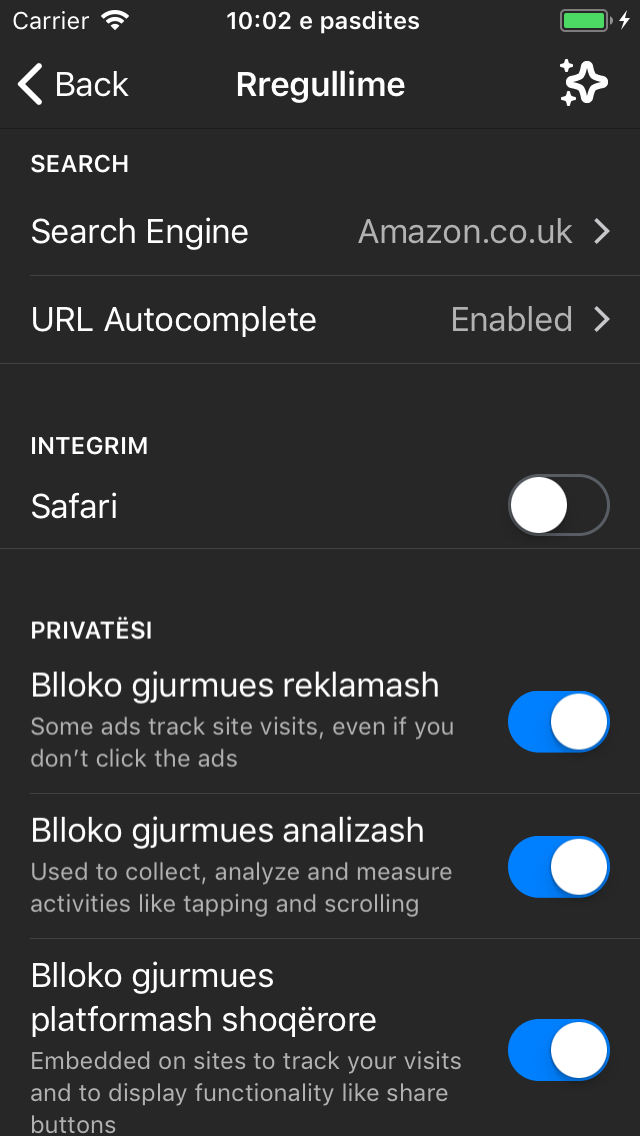 Carrier 10:02 e pasdites
Back Rregullime
SEARCH
Search Engine Amazon.co.uk
URL Autocomplete Enabled
INTEGRIM
Safari
PRIVATËSI
Blloko gjurmues reklamash
Some ads track site visits, even if you
don’t click the ads
Blloko gjurmues analizash
Used to collect, analyze and measure
activities like tapping and scrolling
Blloko gjurmues
platformash shoqërore
Embedded on sites to track your visits
and to display functionality like share
buttons